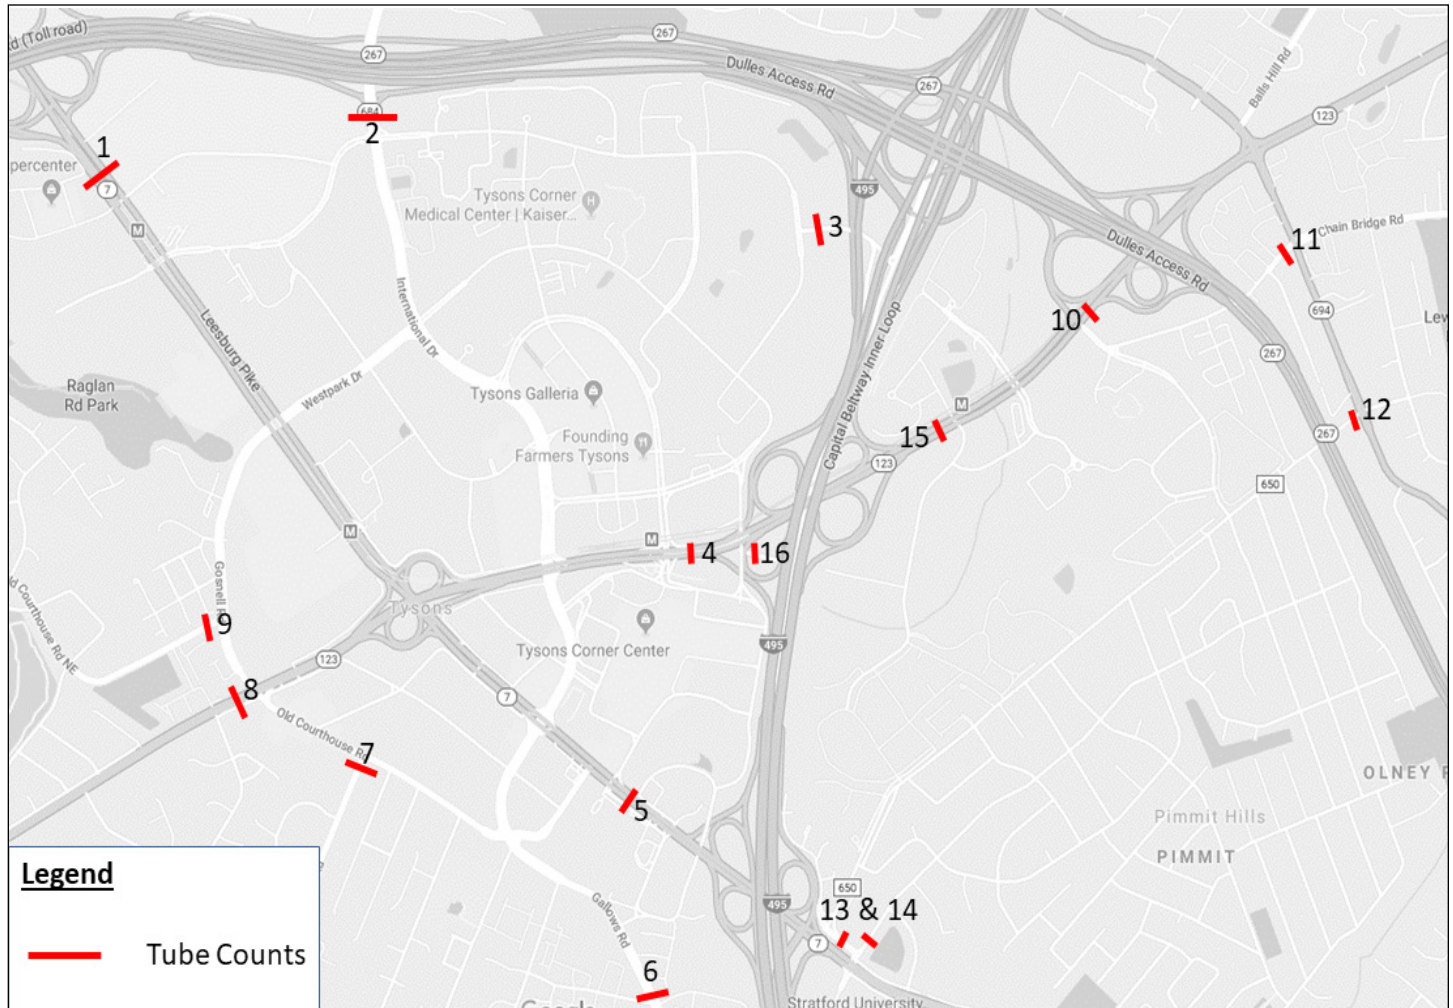 d (Toll road)
267
267
684
2
Dulles Access Rd
267
Balls Hill Rd
123
1
percenter
7
M
Tysons Corner
Medical Center | Kaiser...
495
3
Chain Bridge Rd
11
Dulles Access Rd
694
Lew
10
International Dr
Leesburg Pike
Capital Beltway Inner Loop
267
Raglan
Rd Park
Westpark Dr
Tysons Galleria
M
15
12
267
Founding
Farmers Tysons
123
650
M
M
4
16
Gosnell R
Tysons
9
ld Courthouse Rd NE
Tysons Corner Center
495
123
8
7
Old Courthouse Rd
7
5
OLNEY
Pimmit Hills
PIMMIT
Legend
Tube Counts
Gallows Rd
650
495
13 & 14
7
6
Stratford University